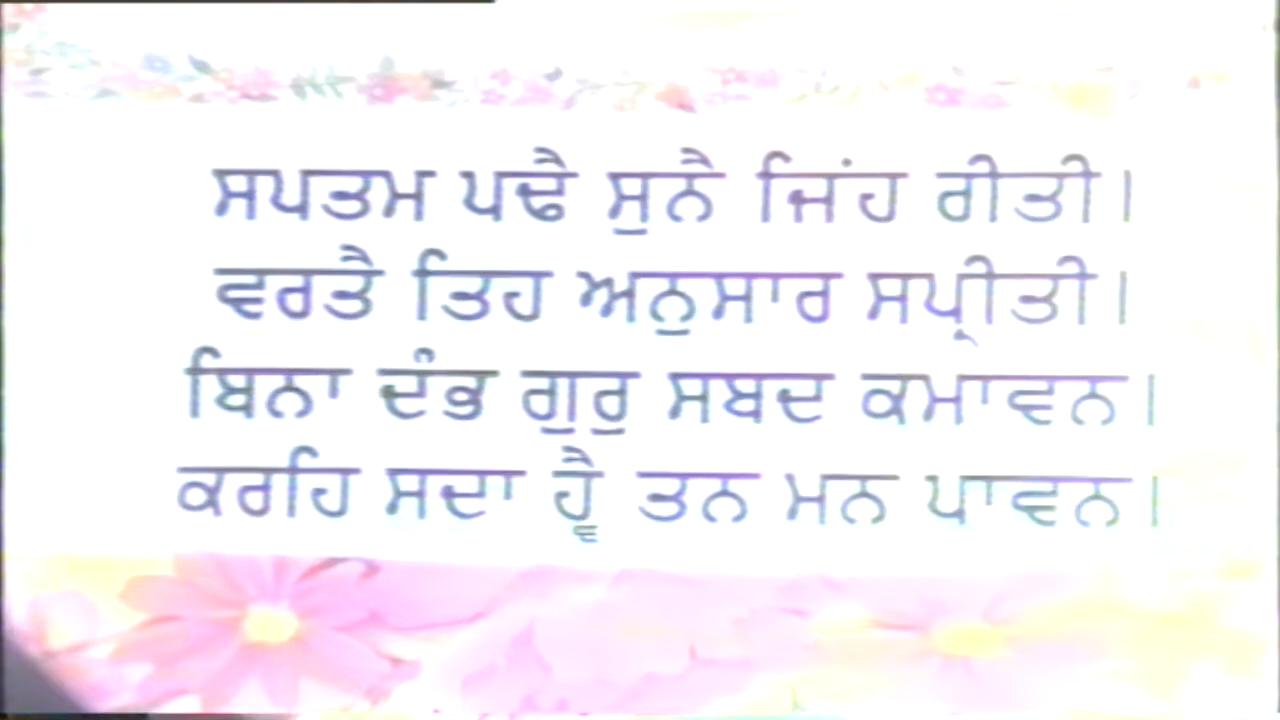 ਸਪਤਮ ਪਢੈ ਸੁਨੈ ਜਿੰਹ ਰੀਤੀ।
ਵਰਤੈ ਤਿਹ ਅਨੁਸਾਰ ਸਪ੍ਰੀਤੀ।
ਬਿਨਾ ਦੰਭ ਗੁਰੁ ਸਬਦ ਕਮਾਵਨ।
ਕਰਹਿ ਸਦਾ ਹ੍ਵੈ ਤਨ ਮਨ ਪਾਵਨ।